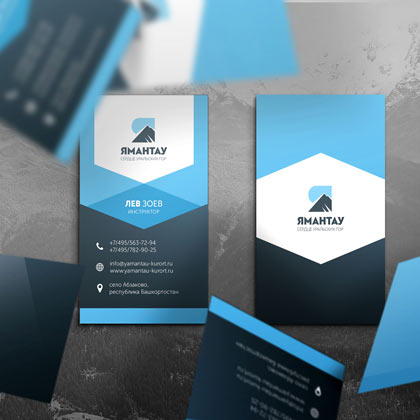 ЯМАНТАУ
СЕРДЦЕ УРАЛЬСКИХ ГОР
ЛЕВ ЗОЕВ
ИНСТРУКТОР
+7/495/563-72-94
+7/495/782-90-25
info@yamantau-kurort.ru
www.yamantau-kurort.ru
село Абзаково,
республика Башкортостан
ЯМАНТАУ
СЕРДЦЕ УРАЛЬСКИХ ГОР